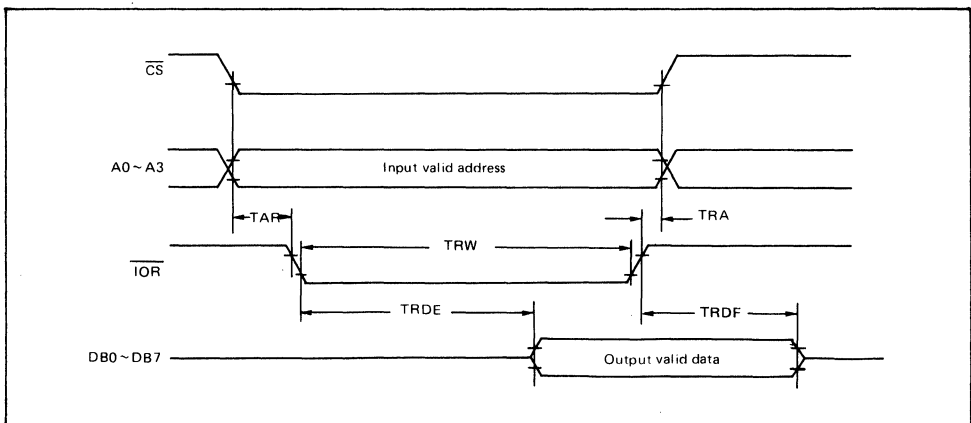 CS
A0~A3
Input valid address
TAR
TRA
TRW
IOR
TRDE
TRDF
DB0~DB7
Output valid data